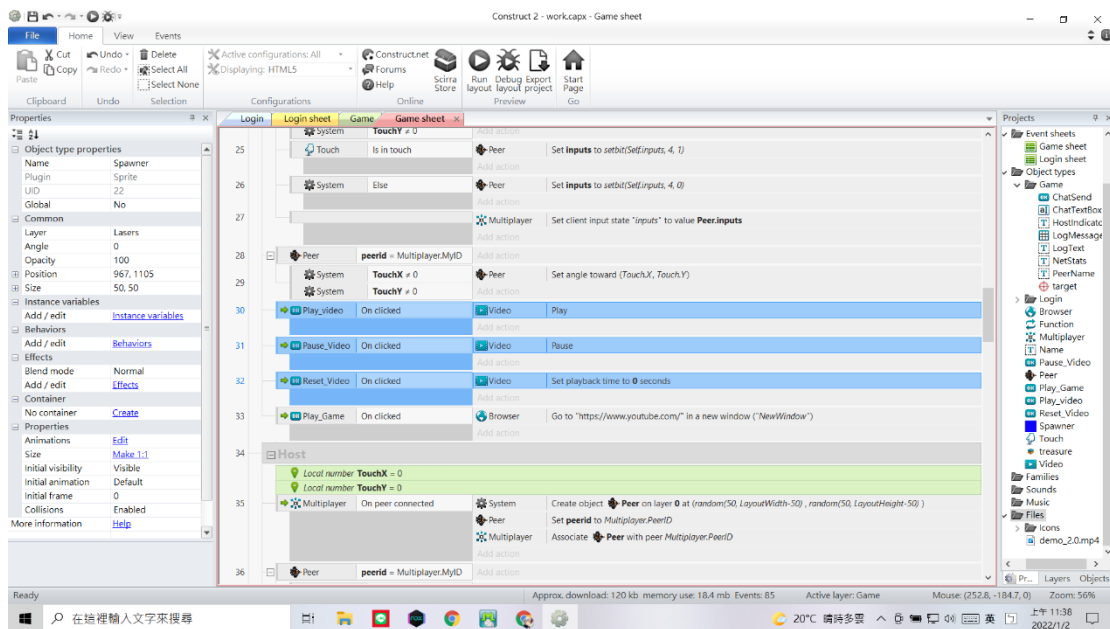 Construct 2 - work.capx - Game sheet
File Home View Events
Paste Cut Copy Undo Redo Delete Select All Select None
Active configurations: All
Displaying: HTML5
Construct.net Forums Help Scirra Store
Run layout Debug layout Export project Start Page
Clipboard Undo Selection Configurations Online Preview Go
Properties
Object type properties
Name Spawner
Plugin Sprite
UID 22
Global No
Common
Layer Lasers
Angle 0
Opacity 100
Position 967, 1105
Size 50, 50
Instance variables
Add / edit Instance variables
Behaviors
Add / edit Behaviors
Effects
Blend mode Normal
Add / edit Effects
Container
No container Create
Properties
Animations Edit
Size Make 1:1
Initial visibility Visible
Initial animation Default
Initial frame 0
Collisions Enabled
More information Help
Login Login sheet Game Game sheet ×
System TouchY ≠ 0 Add action
25 Touch Is in touch Peer Set inputs to setbit(Self.inputs, 4, 1)
Add action
26 System Else Peer Set inputs to setbit(Self.inputs, 4, 0)
Add action
27 Multiplayer Set client input state "inputs" to value Peer.inputs
Add action
28 Peer peerid = Multiplayer.MyID Add action
29 System TouchX ≠ 0 Peer Set angle toward (TouchX, TouchY)
System TouchY ≠ 0 Add action
30 Play_video On clicked Video Play
Add action
31 Pause_Video On clicked Video Pause
Add action
32 Reset_Video On clicked Video Set playback time to 0 seconds
Add action
33 Play_Game On clicked Browser Go to "https://www.youtube.com/" in a new window ("NewWindow")
Add action
34 Host
Local number TouchX = 0
Local number TouchY = 0
35 Multiplayer On peer connected System Create object Peer on layer 0 at (random(50, LayoutWidth-50) , random(50, LayoutHeight-50) )
Peer Set peerid to Multiplayer.PeerID
Multiplayer Associate Peer with peer Multiplayer.PeerID
Add action
36 Peer peerid = Multiplayer.MyID Add action
Projects
Event sheets
Game sheet
Login sheet
Object types
Game
ChatSend
ChatTextBox
HostIndicato
LogMessage
LogText
NetStats
PeerName
target
Login
Browser
Function
Multiplayer
Name
Pause_Video
Peer
Play_Game
Play_video
Reset_Video
Spawner
Touch
treasure
Video
Families
Sounds
Music
Files
Icons
demo_2.0.mp4
Pr... Layers Objects
Ready Approx. download: 120 kb memory use: 18.4 mb Events: 85 Active layer: Game Mouse: (252.8, -184.7, 0) Zoom: 56%
在這裡輸入文字來搜尋 20°C 晴時多雲 英 上午 11:38
2022/1/2